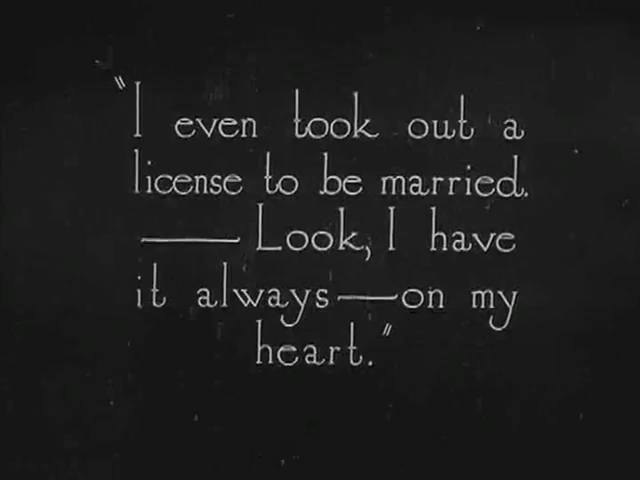 "I even took out a
license to be married.
—— Look, I have
it always——on my
heart."